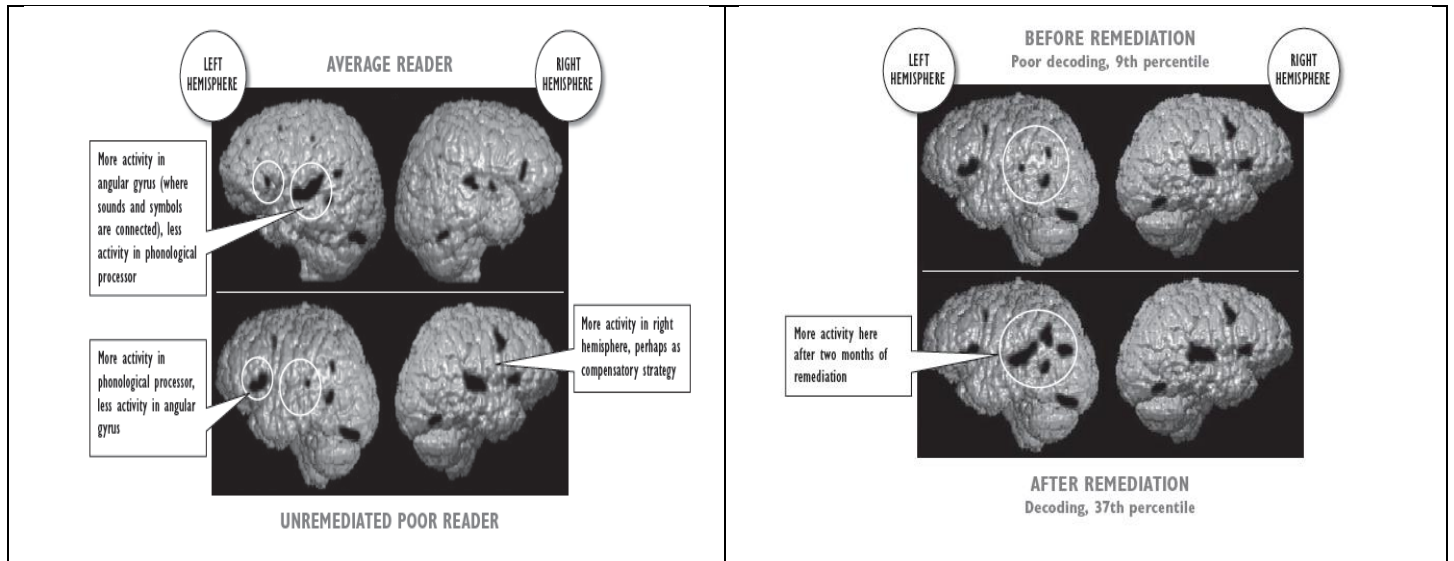 AVERAGE READER
LEFT
HEMISPHERE
RIGHT
HEMISPHERE
More activity in
angular gyrus (where
sounds and symbols
are connected), less
activity in phonological
processor
More activity in
phonological processor,
less activity in angular
gyrus
More activity in right
hemisphere, perhaps as
compensatory strategy
UNREMEDIATED POOR READER
BEFORE REMEDIATION
Poor decoding, 9th percentile
LEFT
HEMISPHERE
RIGHT
HEMISPHERE
More activity here
after two months of
remediation
AFTER REMEDIATION
Decoding, 37th percentile